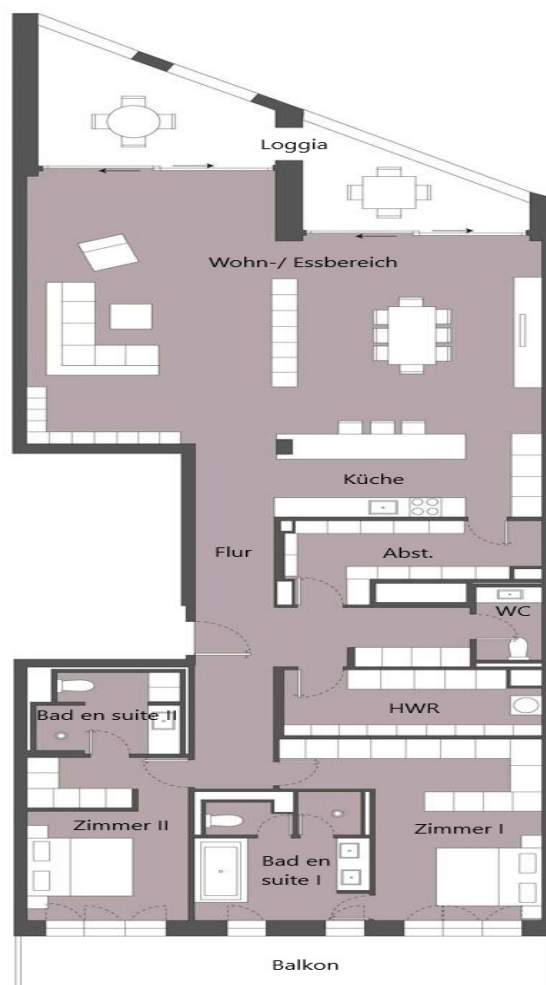 Loggia
Wohn-/ Essbereich
Küche
Flur
Abst.
WC
HWR
Bad en suite II
Zimmer II
Zimmer I
Bad en
suite I
Balkon